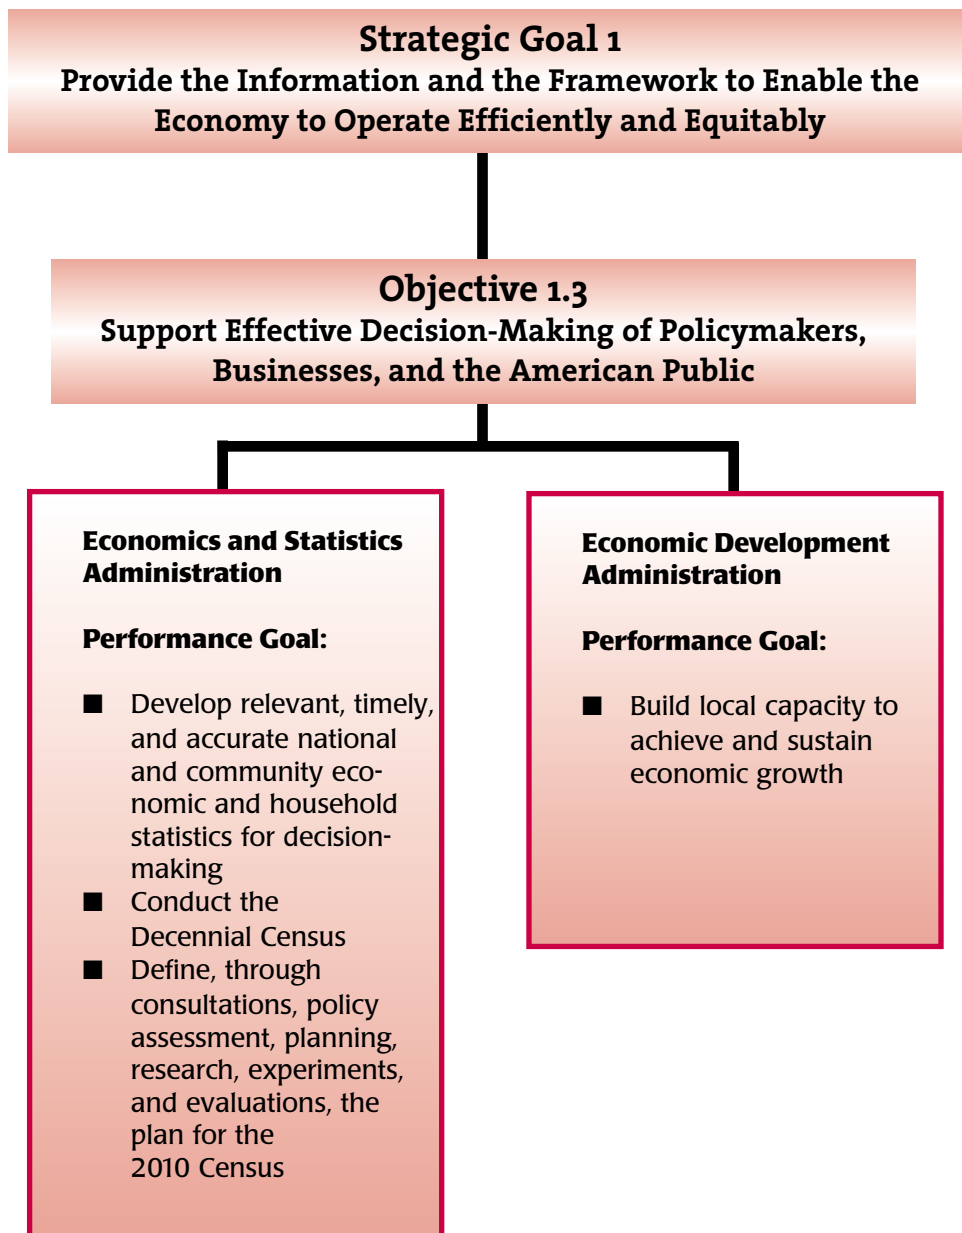 Strategic Goal 1
Provide the Information and the Framework to Enable the
Economy to Operate Efficiently and Equitably
Objective 1.3
Support Effective Decision-Making of Policymakers,
Businesses, and the American Public
Economics and Statistics
Administration
Performance Goal:
■ Develop relevant, timely,
and accurate national
and community eco-
nomic and household
statistics for decision-
making
■ Conduct the
Decennial Census
■ Define, through
consultations, policy
assessment, planning,
research, experiments,
and evaluations, the
plan for the
2010 Census
Economic Development
Administration
Performance Goal:
■ Build local capacity to
achieve and sustain
economic growth